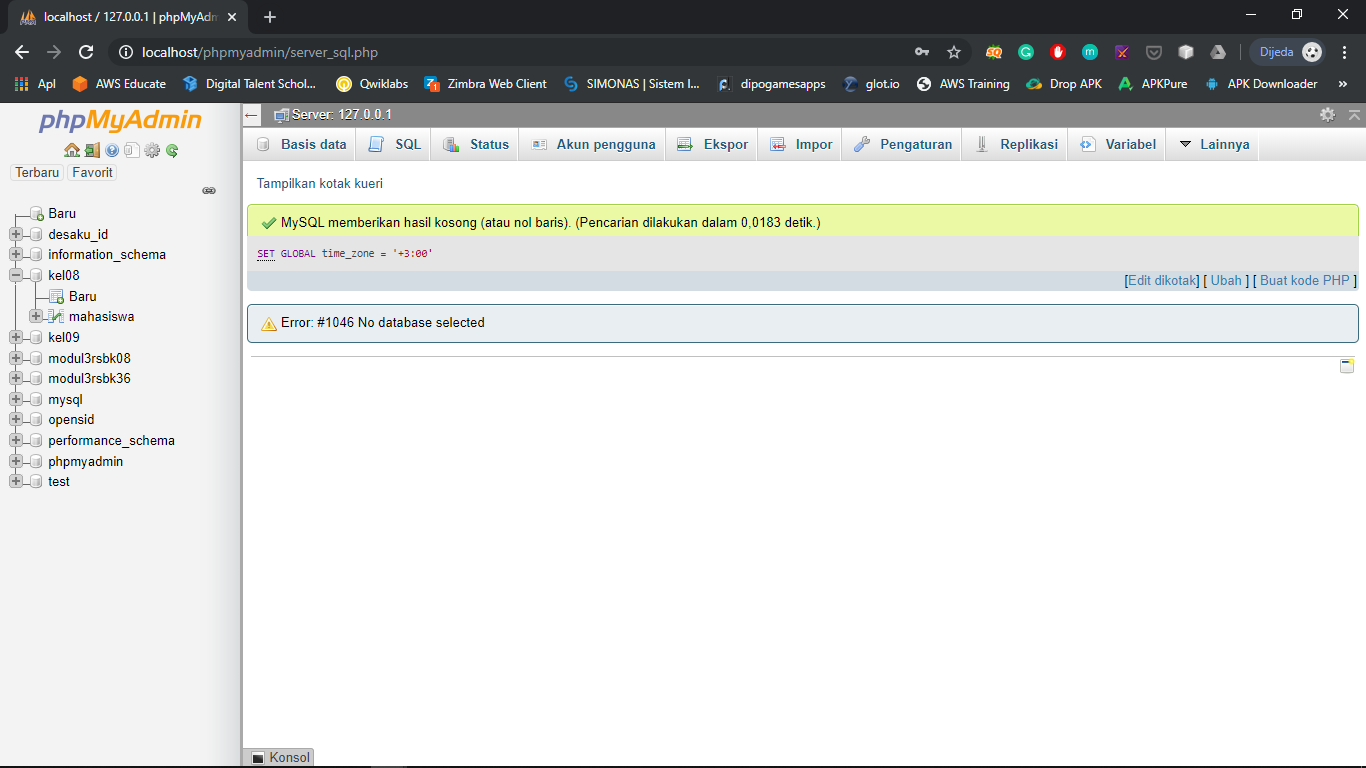 localhost / 127.0.0.1 | phpMyAdm
localhost/phpmyadmin/server_sql.php
Dijeda
Apl AWS Educate Digital Talent Schol... Qwiklabs Zimbra Web Client SIMONAS | Sistem I... dipogamesapps glot.io AWS Training Drop APK APKPure APK Downloader »
phpMyAdmin
Terbaru Favorit
Baru
desaku_id
information_schema
kel08
Baru
mahasiswa
kel09
modul3rsbk08
modul3rsbk36
mysql
opensid
performance_schema
phpmyadmin
test
Server: 127.0.0.1
Basis data SQL Status Akun pengguna Ekspor Impor Pengaturan Replikasi Variabel Lainnya
Tampilkan kotak kueri
MySQL memberikan hasil kosong (atau nol baris). (Pencarian dilakukan dalam 0,0183 detik.)
SET GLOBAL time_zone = '+3:00'
[Edit dikotak] [ Ubah ] [ Buat kode PHP ]
Error: #1046 No database selected
Konsol